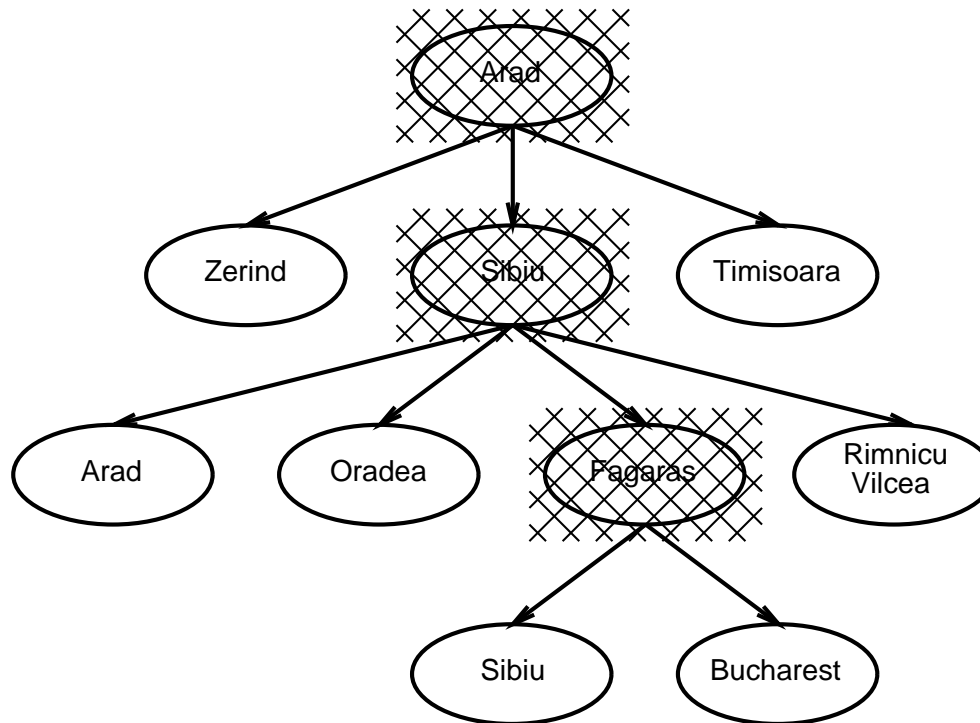 Arad
Zerind
Sibiu
Timisoara
Arad
Oradea
Fagaras
Rimnicu
Vilcea
Sibiu
Bucharest